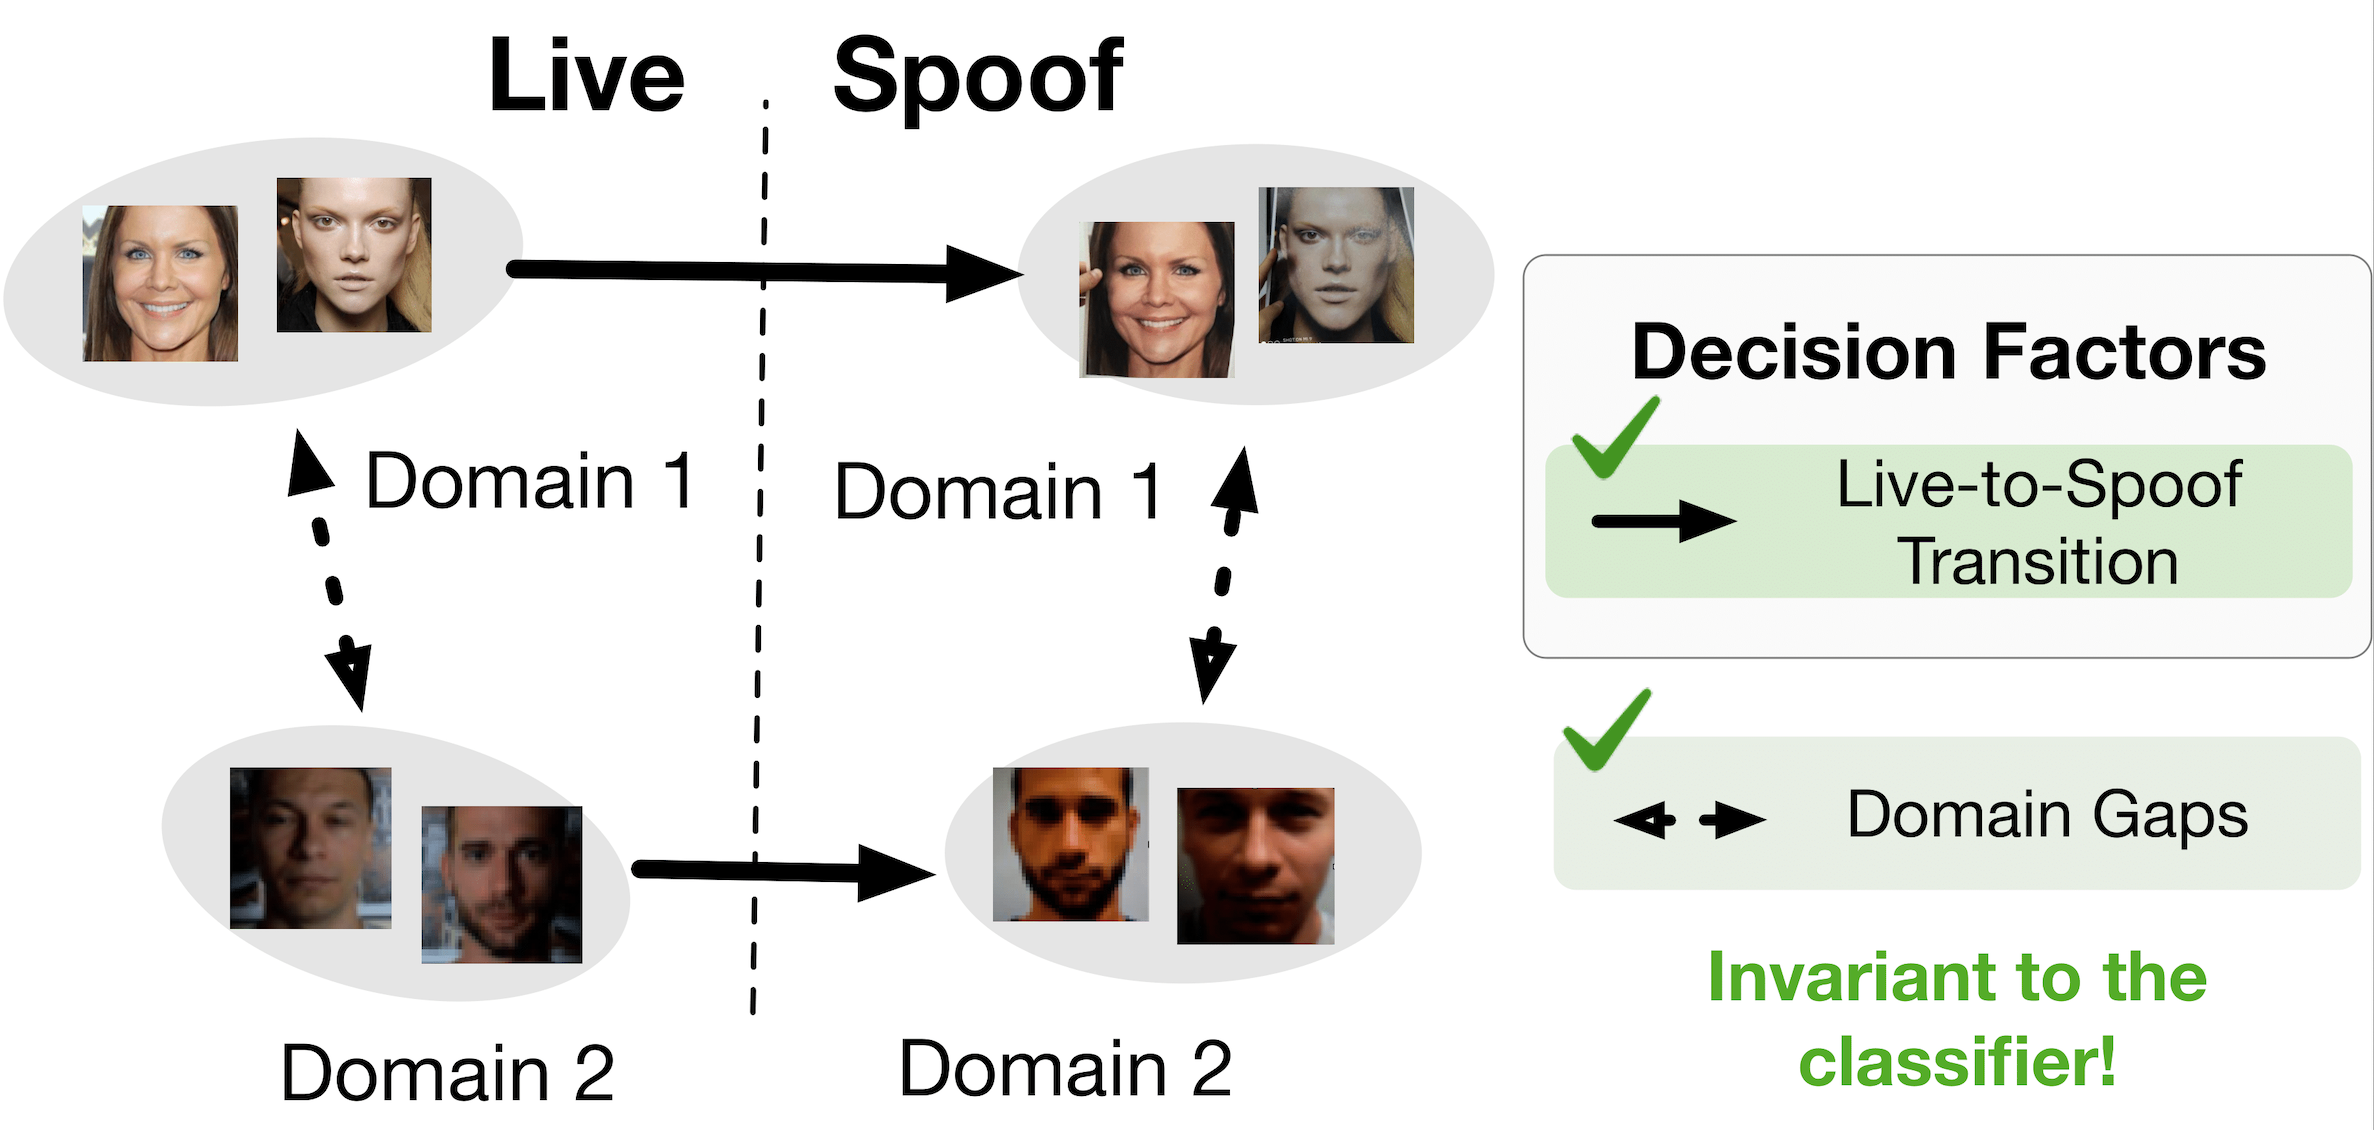 Live
Spoof
Domain 1
Domain 1
Domain 2
Domain 2
Decision Factors
Live-to-Spoof
Transition
Domain Gaps
Invariant to the
classifier!